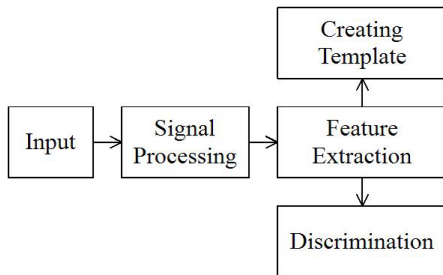 Creating
Template
Input
Signal
Processing
Feature
Extraction
Discrimination